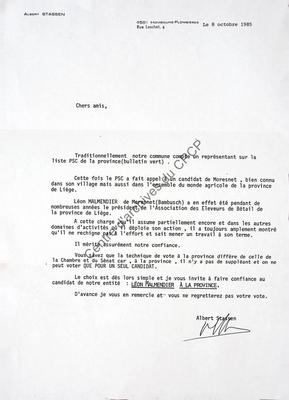 ALBERT STASSEN
4851 MORESNET-PLOMBIERES
Le 8 octobre 1985
Chers amis,
Traditionnellement notre commune compte un représentant sur la
liste PSC de la province(bulletin vert) .
Cette fois le PSC a fait appel à un candidat de Moresnet, bien connu
dans son village mais aussi dans l'ensemble du monde agricole de la province
de Liège.
Léon MALMENDIER de Moresnet(Bambusch) a en effet été pendant de
nombreuses années le président de l'Association des Eleveurs de Bétail de
la province de Liège.
A cette charge qu'il assume partiellement encore et dans les autres
domaines d'activités où il déploie son action , il a toujours amplement montré
qu'il ne rechigne pas à l'effort et sait mener un travail à son terme.
Il mérite assurément notre confiance.
Vous savez que la technique de vote à la province diffère de celle de
la Chambre et du Sénat car , à la province , il n'y a pas de suppléant et on ne
peut voter QUE POUR UN SEUL CANDIDAT.
Le choix est dès lors simple et je vous invite à faire confiance au
candidat de notre entité : LÉON MALMENDIER A LA PROVINCE.
D'avance je vous en remercie et vous ne regretterez pas votre vote.
Albert Stassen
Centre d'archives du CPCP